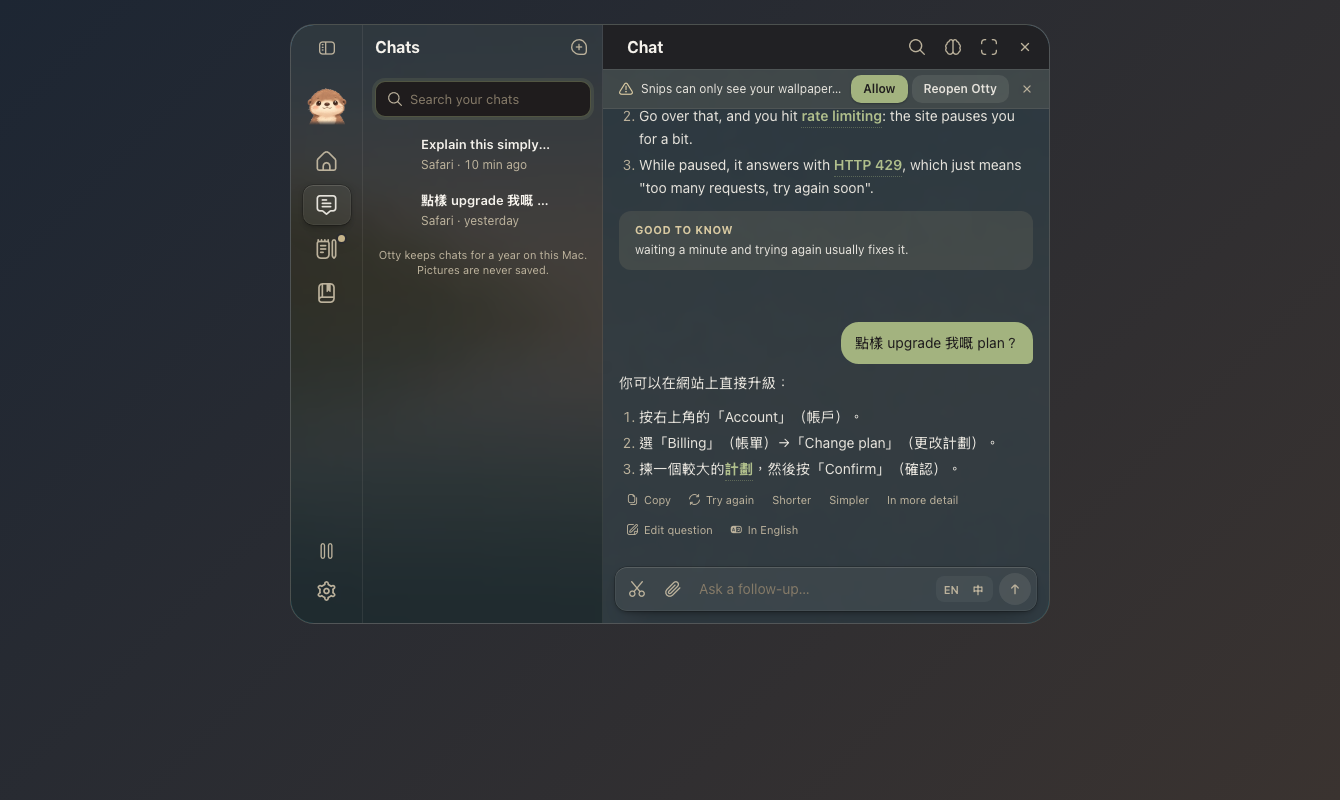 Chats
Search your chats
Explain this simply...
Safari · 10 min ago
點樣 upgrade 我嘅 ...
Safari · yesterday
Otty keeps chats for a year on this Mac.
Pictures are never saved.
Chat
Snips can only see your wallpaper...
Allow
Reopen Otty
2. Go over that, and you hit rate limiting: the site pauses you
for a bit.
3. While paused, it answers with HTTP 429, which just means
"too many requests, try again soon".
GOOD TO KNOW
waiting a minute and trying again usually fixes it.
點樣 upgrade 我嘅 plan？
你可以在網站上直接升級：
1. 按右上角的「Account」（帳戶）。
2. 選「Billing」（帳單）→「Change plan」（更改計劃）。
3. 揀一個較大的計劃，然後按「Confirm」（確認）。
Copy
Try again
Shorter
Simpler
In more detail
Edit question
In English
Ask a follow-up...
EN 中